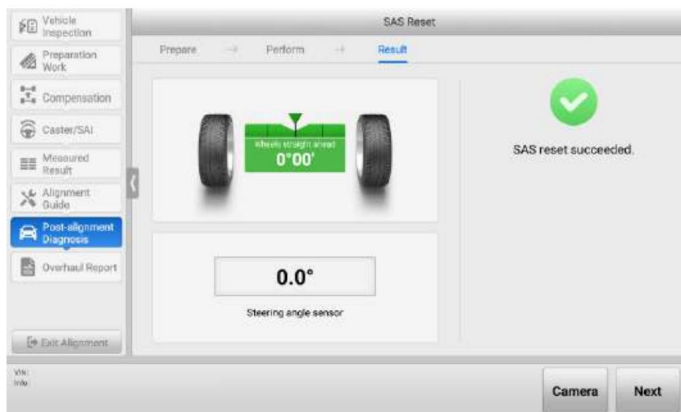 SAS Reset
Vehicle
Inspection
Preparation
Work
Compensation
Caster/SAI
Measured
Result
Alignment
Guide
Post-alignment
Diagnosis
Overhaul Report
Exit Alignment
Prepare → Perform → Result
Wheels straight ahead
0°00'
0.0°
Steering angle sensor
SAS reset succeeded.
VIN:
Info:
Camera Next